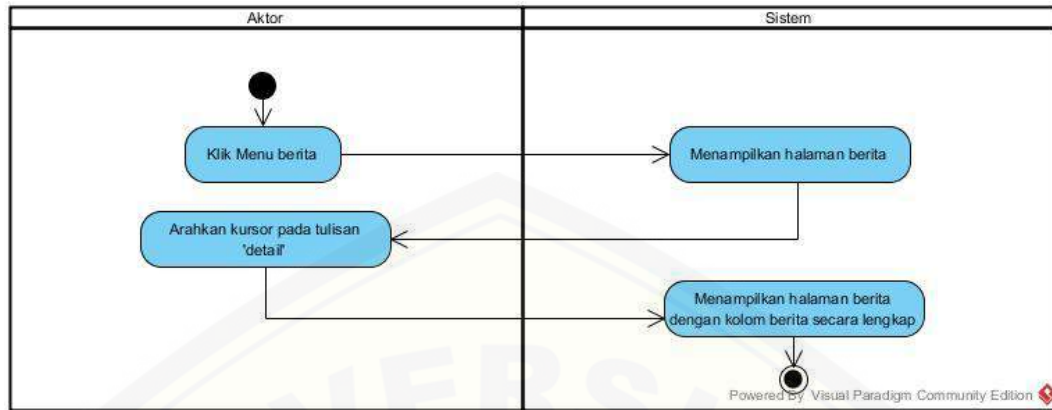 Aktor
Sistem
Klik Menu berita
Menampilkan halaman berita
Arahkan kursor pada tulisan
'detail'
Menampilkan halaman berita
dengan kolom berita secara lengkap
VERSI
Powered By Visual Paradigm Community Edition